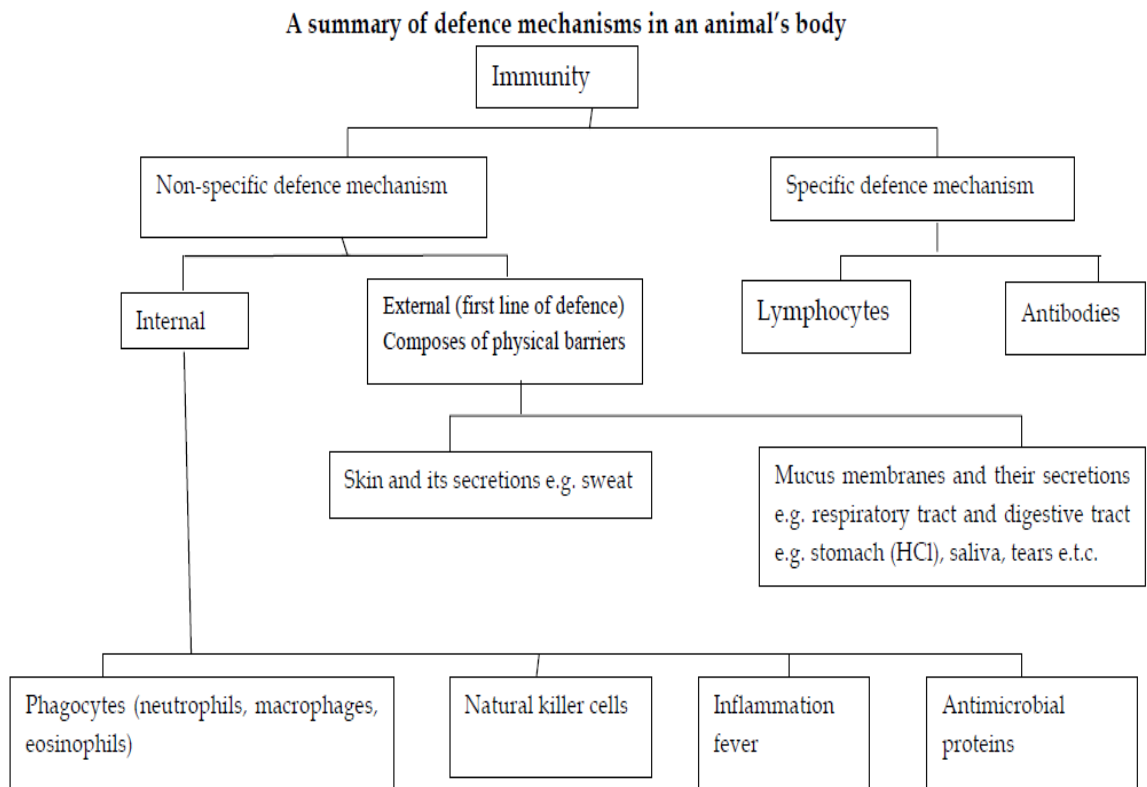 A summary of defence mechanisms in an animal's body
Immunity
Non-specific defence mechanism
Specific defence mechanism
Internal
External (first line of defence)
Composes of physical barriers
Lymphocytes
Antibodies
Skin and its secretions e.g. sweat
Mucus membranes and their secretions
e.g. respiratory tract and digestive tract
e.g. stomach (HCl), saliva, tears e.t.c.
Phagocytes (neutrophils, macrophages,
eosinophils)
Natural killer cells
Inflammation
fever
Antimicrobial
proteins